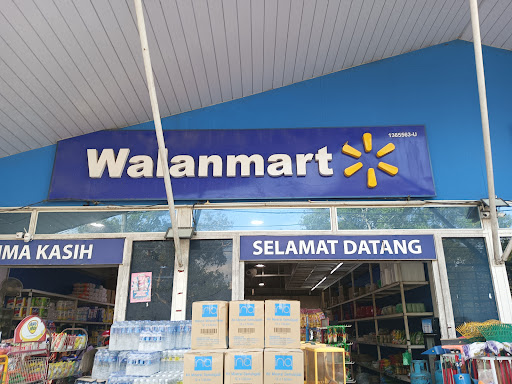 Walanmart
1365563-U
IMA KASIH
SELAMAT DATANG